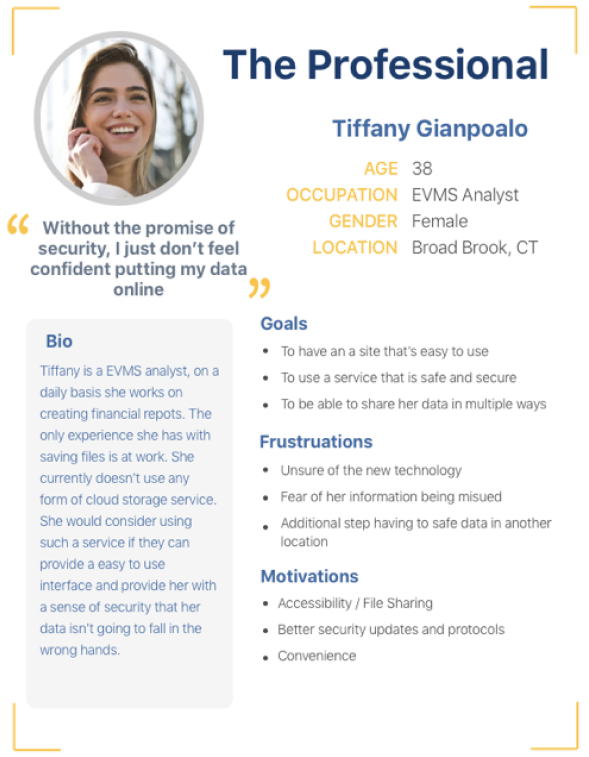 The Professional
Tiffany Gianpoalo
AGE 38
OCCUPATION EVMS Analyst
GENDER Female
LOCATION Broad Brook, CT
“ Without the promise of
security, I just don’t feel
confident putting my data
online ”
Bio
Tiffany is a EVMS analyst, on a
daily basis she works on
creating financial repots. The
only experience she has with
saving files is at work. She
currently doesn't use any
form of cloud storage service.
She would consider using
such a service if they can
provide a easy to use
interface and provide her with
a sense of security that her
data isn't going to fall in the
wrong hands.
Goals
• To have an a site that's easy to use
• To use a service that is safe and secure
• To be able to share her data in multiple ways
Frustruations
• Unsure of the new technology
• Fear of her information being misued
• Additional step having to safe data in another
location
Motivations
• Accessibility / File Sharing
• Better security updates and protocols
• Convenience